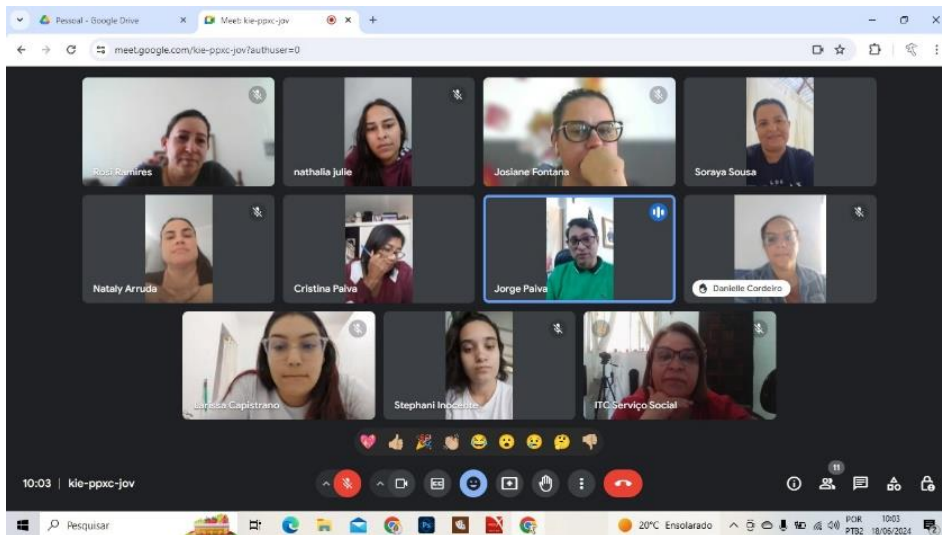 Pessoal - Google Drive
Meet: kie-ppxc-jov
meet.google.com/kie-ppxc-jov?authuser=0
Rosi Ramires
nathalia julie
Josiane Fontana
Soraya Sousa
Nataly Arruda
Cristina Paiva
Jorge Paiva
Danielle Cordeiro
Larissa Capistrano
Stephani Inocente
ITC Serviço Social
10:03 | kie-ppxc-jov
11
Pesquisar
20°C Ensolarado
POR
PTB2
10:03
18/06/2024